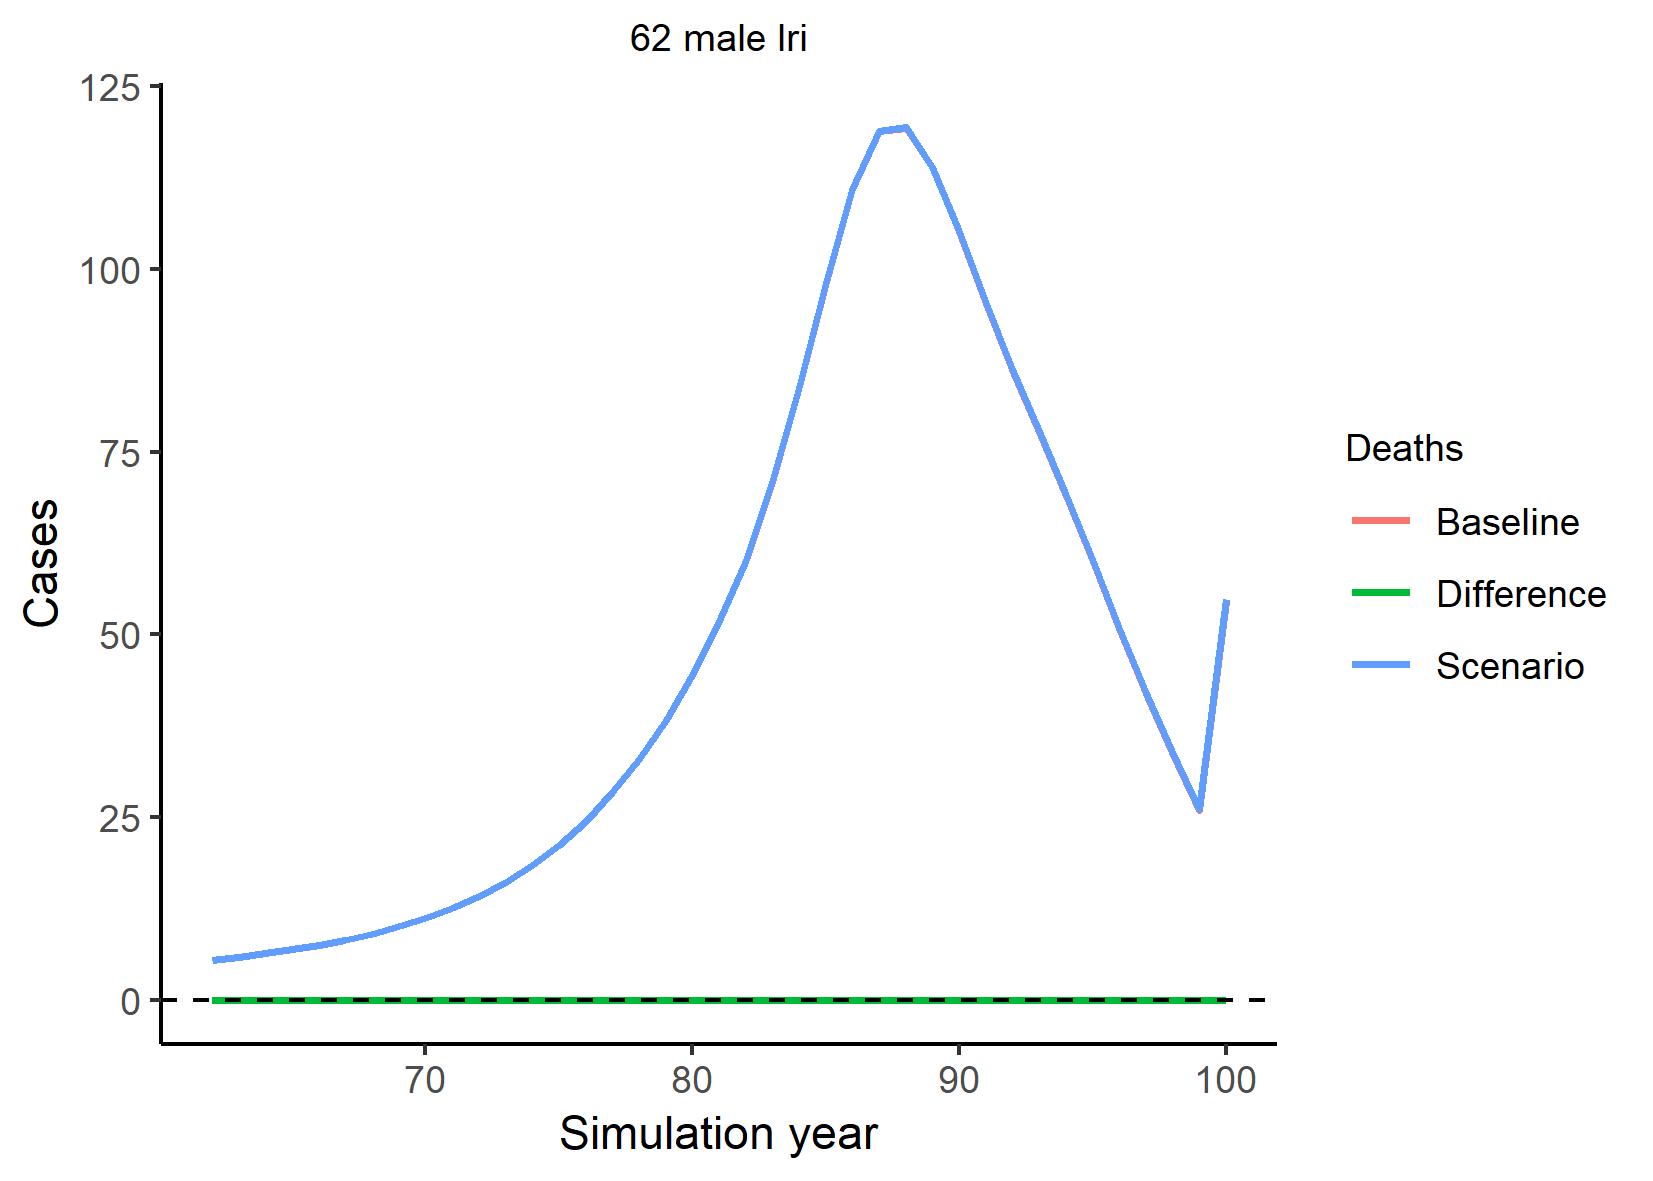 62 male lri
125
100
75
50
25
0
Cases
70 80 90 100
Simulation year
Deaths
Baseline
Difference
Scenario